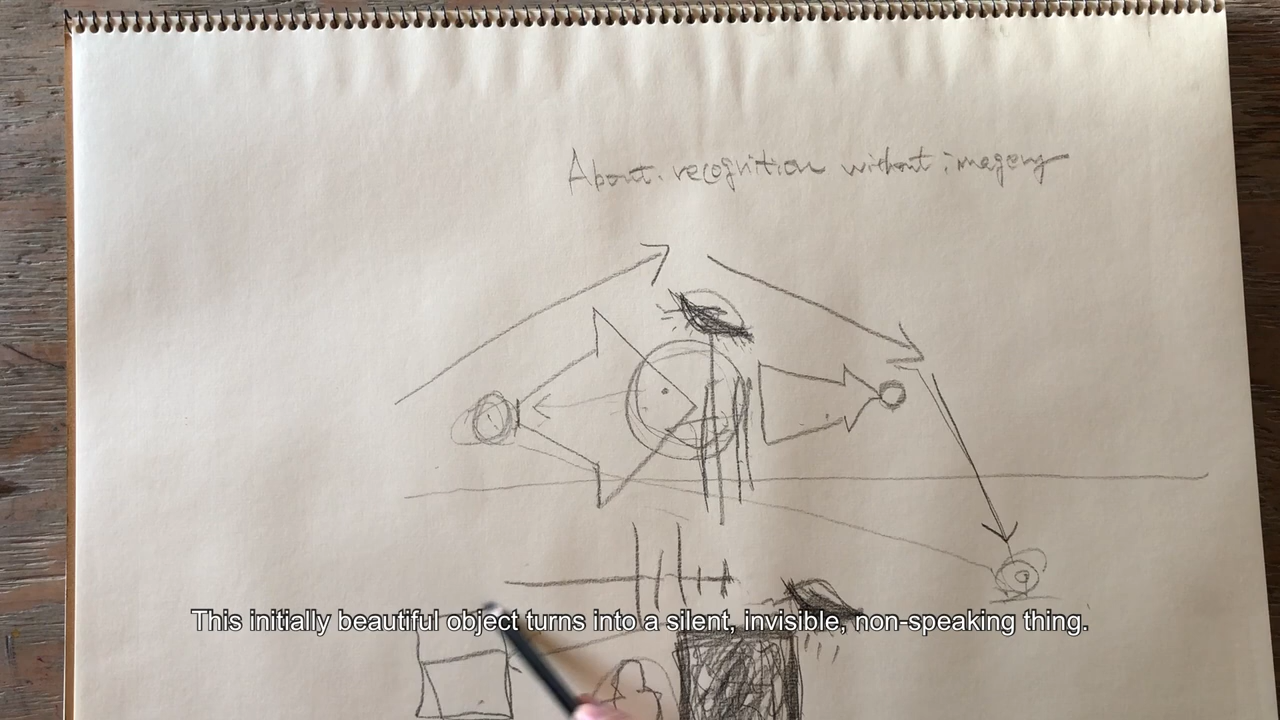 About recognition without imagery
This initially beautiful object turns into a silent, invisible, non-speaking thing.